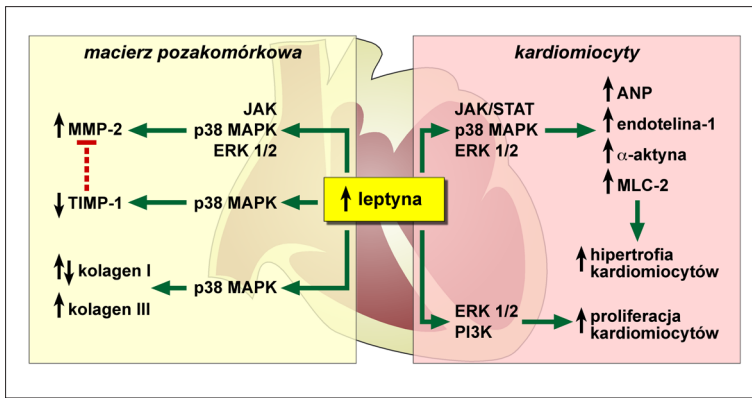 macierz pozakomórkowa
JAK
p38 MAPK
ERK 1/2
↑ MMP-2
↓ TIMP-1
p38 MAPK
↑↓ kolagen I
↑ kolagen III
p38 MAPK
↑ leptyna
kardiomiocyty
JAK/STAT
p38 MAPK
ERK 1/2
↑ ANP
↑ endotelina-1
↑ α-aktyna
↑ MLC-2
↑ hipertrofia
kardiomiocytów
ERK 1/2
PI3K
↑ proliferacja
kardiomiocytów